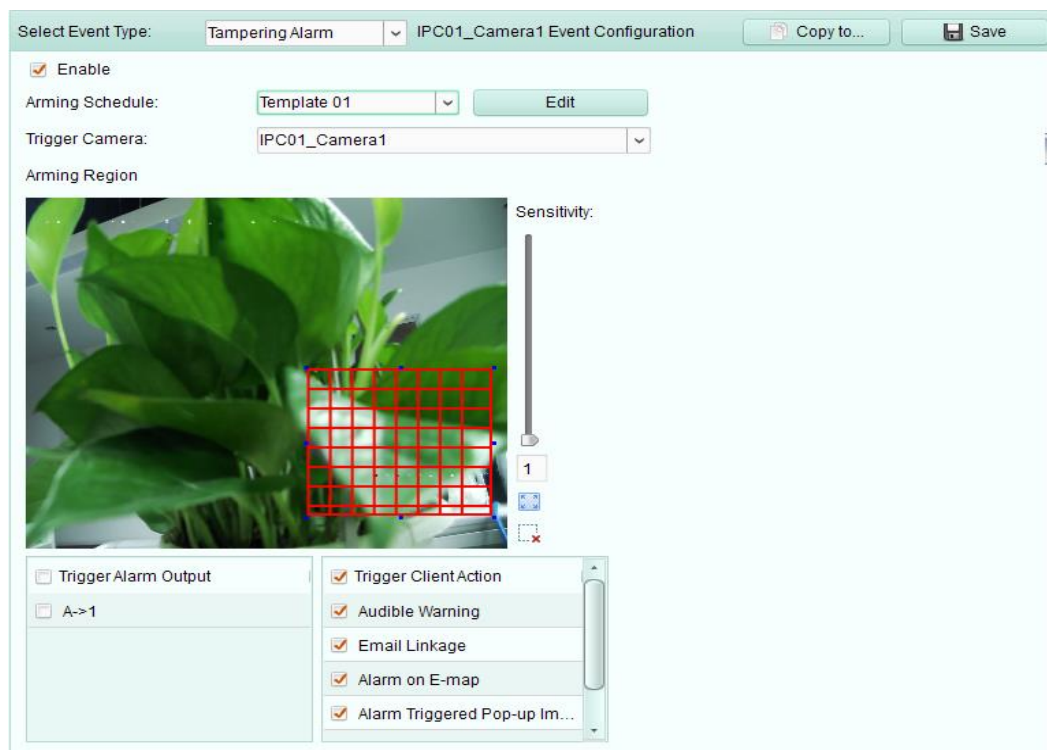 Select Event Type: Tampering Alarm IPC01_Camera1 Event Configuration Copy to... Save
Enable
Arming Schedule: Template 01 Edit
Trigger Camera: IPC01_Camera1
Arming Region
Sensitivity:
1
Trigger Alarm Output
A->1
Trigger Client Action
Audible Warning
Email Linkage
Alarm on E-map
Alarm Triggered Pop-up Im...